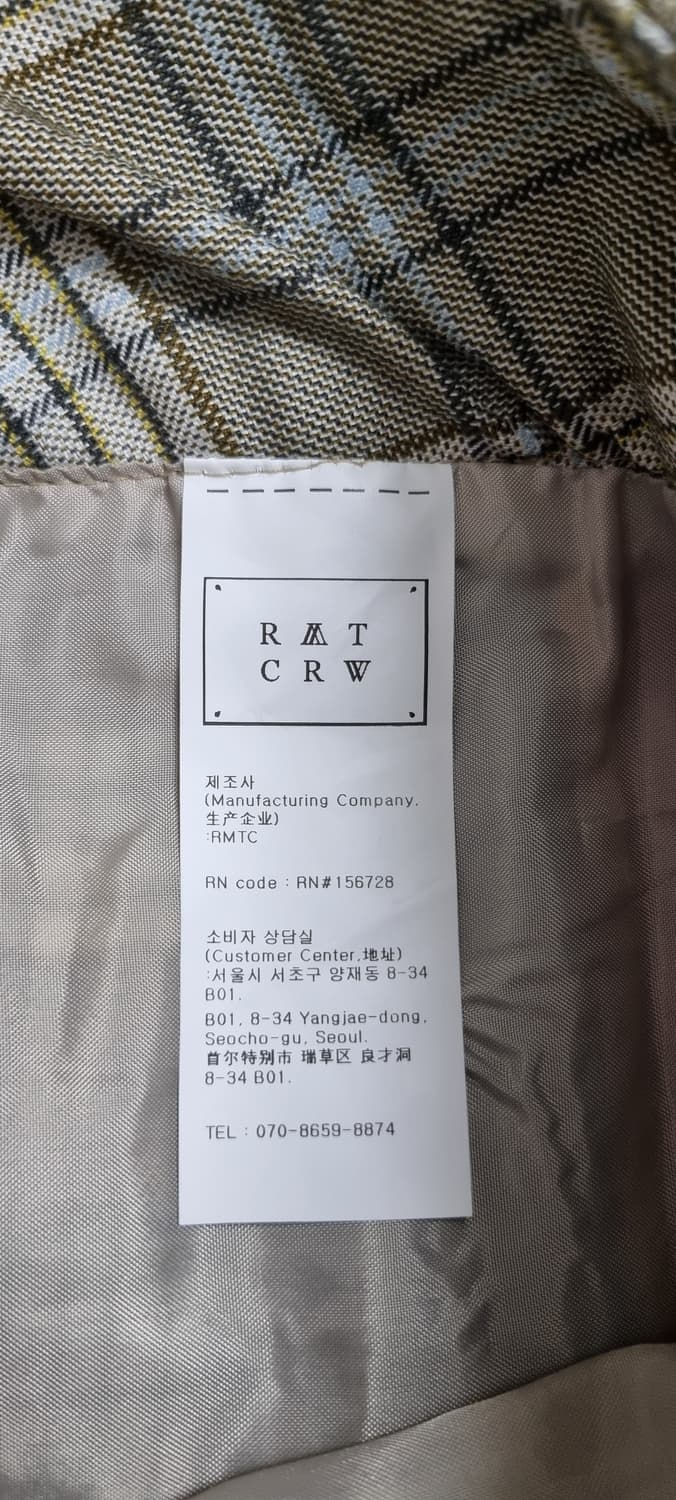 RMT
CRW
제조사
(Manufacturing Company.
生产企业)
:RMTC
RN code : RN#156728
소비자 상담실
(Customer Center,地址)
:서울시 서초구 양재동 8-34
B01.
B01, 8-34 Yangjae-dong,
Seocho-gu, Seoul.
首尔特别市 瑞草区 良才洞
8-34 B01.
TEL : 070-8659-8874